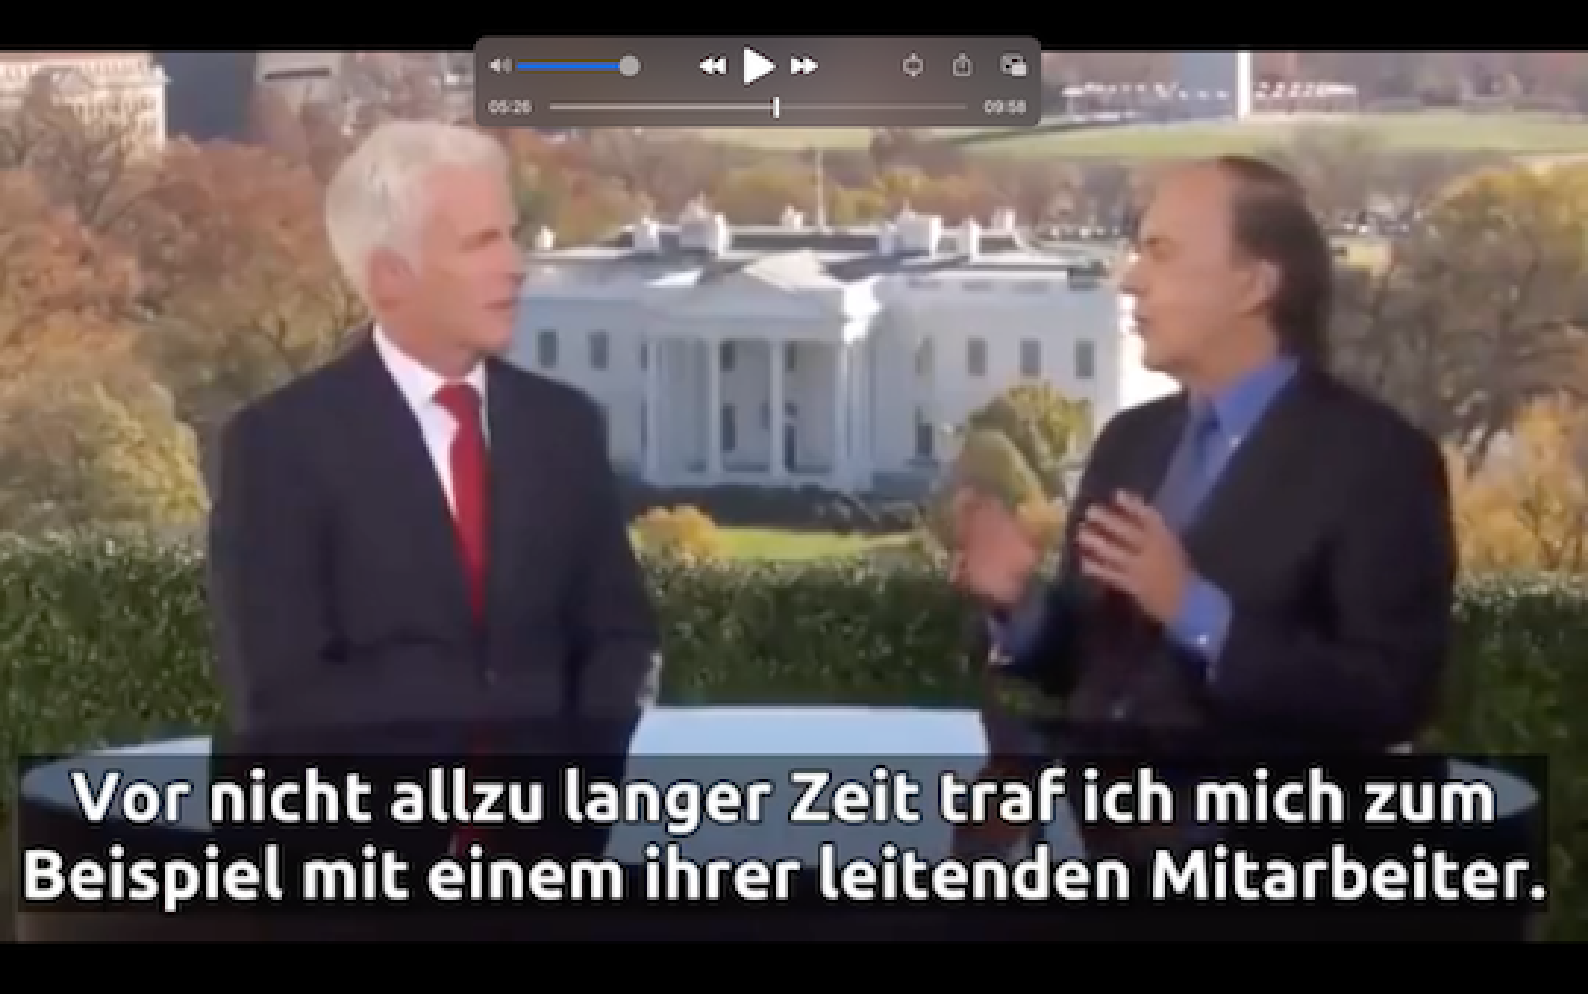 05:26
09:58
Vor nicht allzu langer Zeit traf ich mich zum
Beispiel mit einem ihrer leitenden Mitarbeiter.